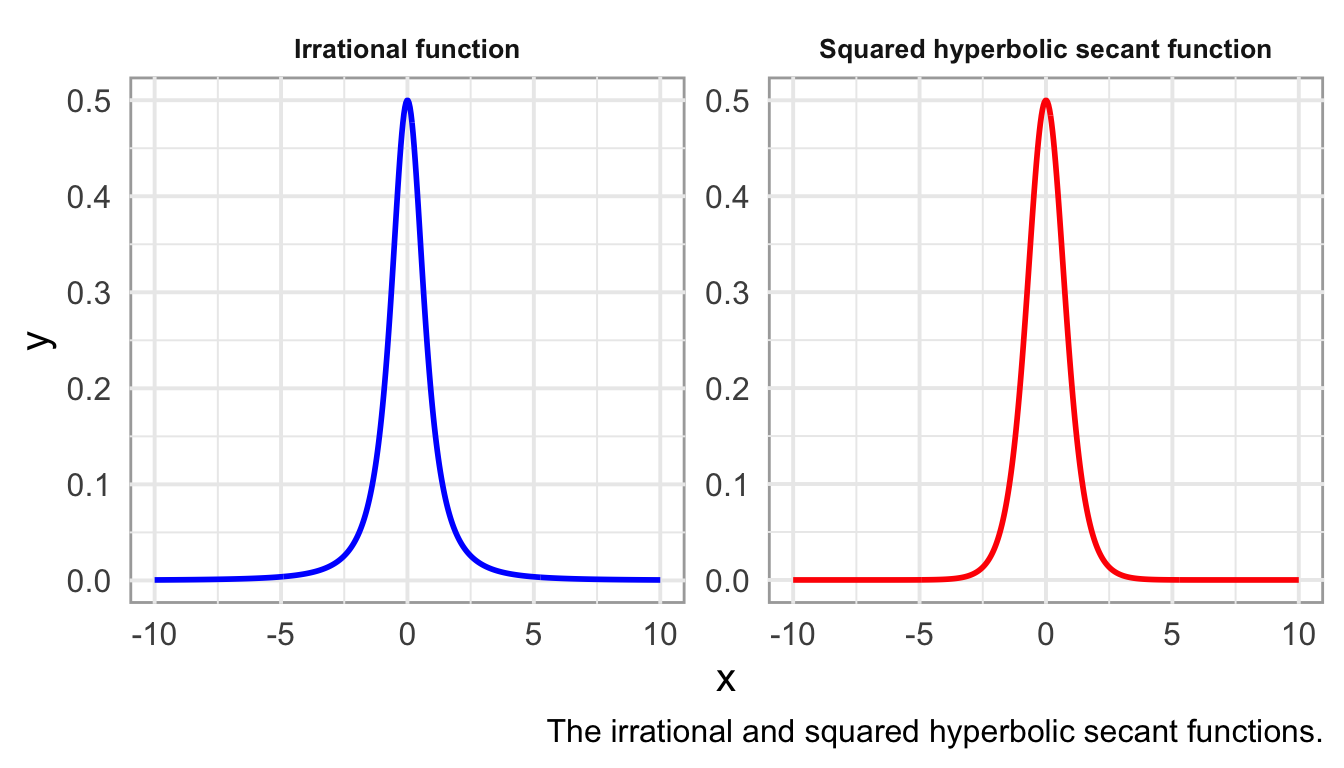 Irrational function
Squared hyperbolic secant function
0.5
0.4
0.3
0.2
0.1
0.0
0.5
0.4
0.3
0.2
0.1
0.0
y
-10 -5 0 5 10
-10 -5 0 5 10
x
The irrational and squared hyperbolic secant functions.